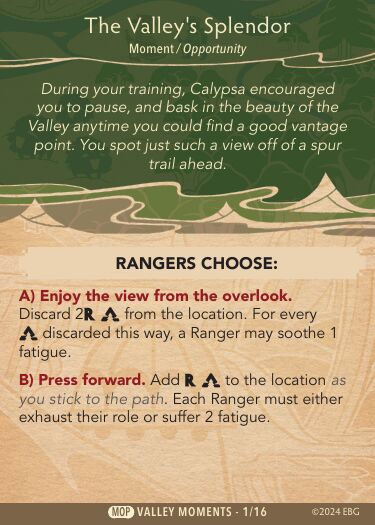 The Valley's Splendor
Moment / Opportunity
During your training, Calypsa encouraged
you to pause, and bask in the beauty of the
Valley anytime you could find a good vantage
point. You spot just such a view off of a spur
trail ahead.
RANGERS CHOOSE:
A) Enjoy the view from the overlook.
Discard 2R from the location. For every
discarded this way, a Ranger may soothe 1
fatigue.
B) Press forward. Add R to the location as
you stick to the path. Each Ranger must either
exhaust their role or suffer 2 fatigue.
MOP VALLEY MOMENTS · 1/16
©2024 EBG